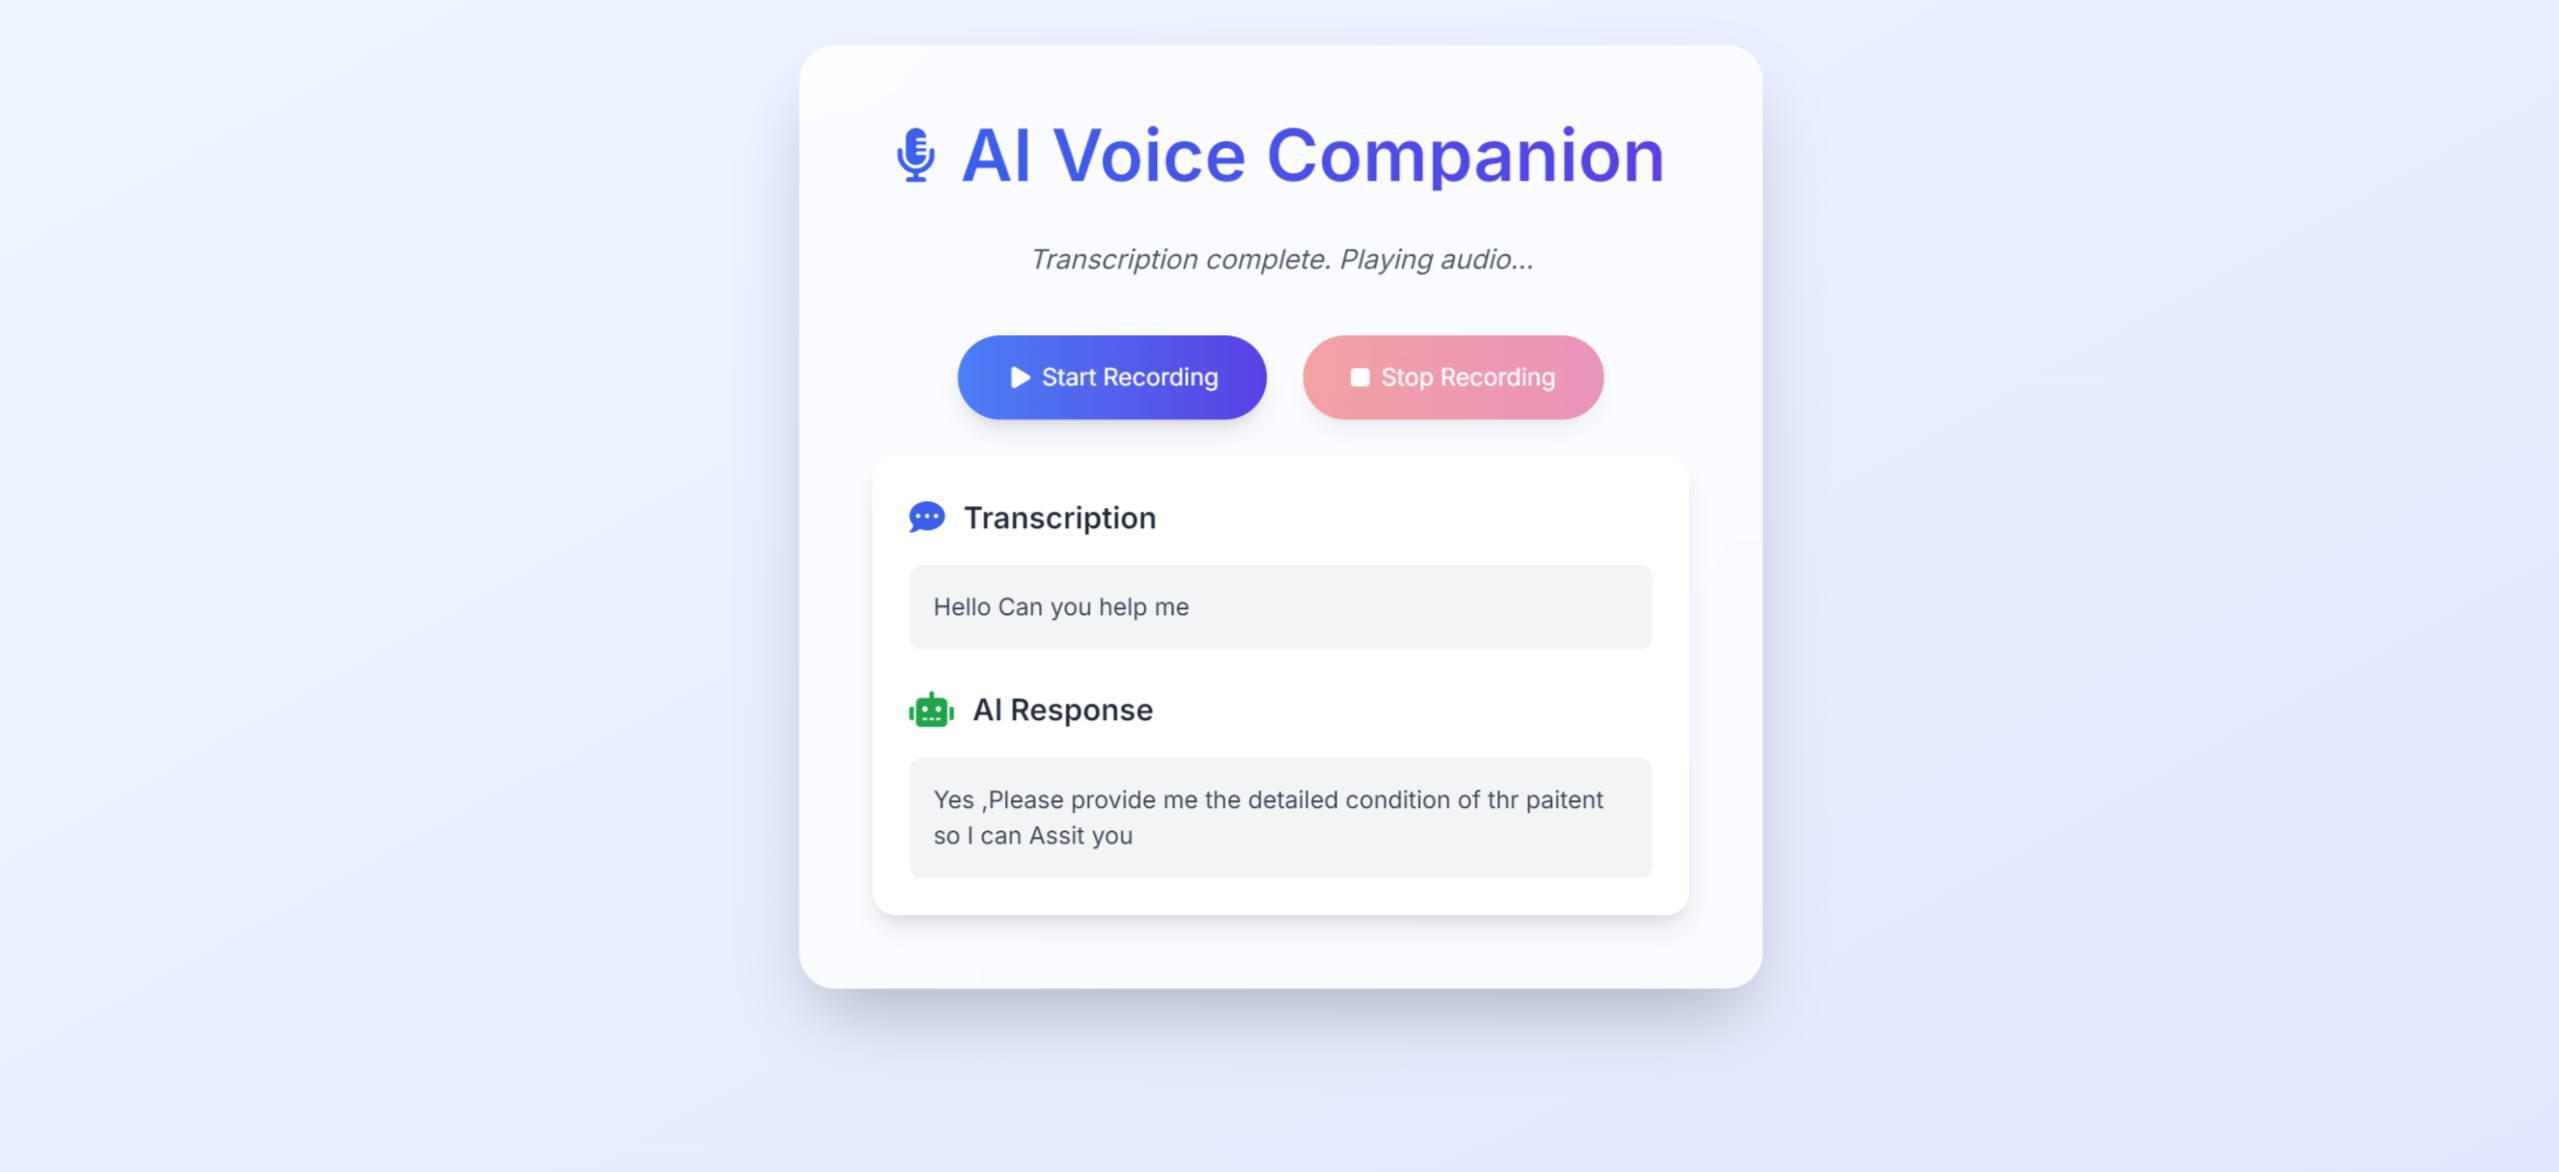 AI Voice Companion
Transcription complete. Playing audio...
Start Recording
Stop Recording
Transcription
Hello Can you help me
AI Response
Yes ,Please provide me the detailed condition of thr paitent
so I can Assit you